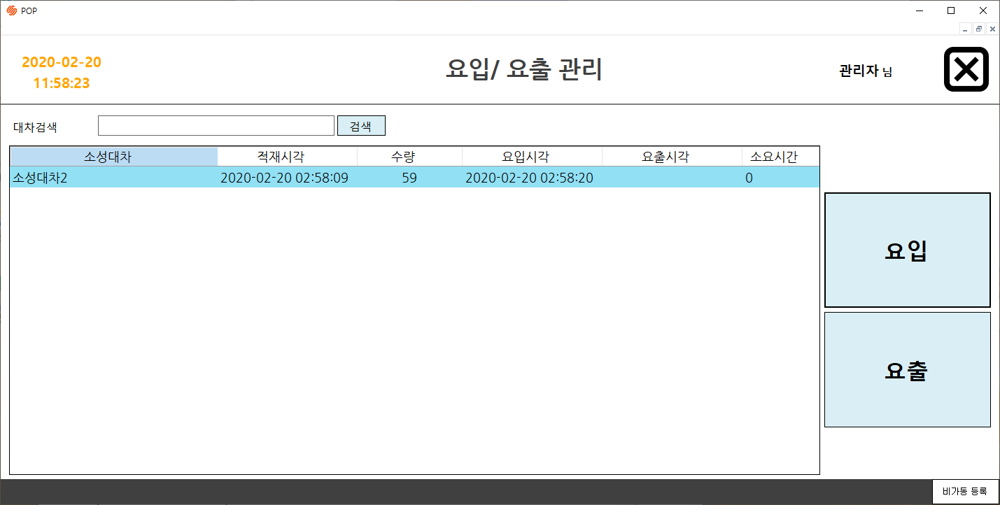 POP
2020-02-20
11:58:23
요입/ 요출 관리
관리자 님
대차검색
검색
소성대차 적재시각 수량 요입시각 요출시각 소요시간
소성대차2 2020-02-20 02:58:09 59 2020-02-20 02:58:20 0
요입
요출
비가동 등록